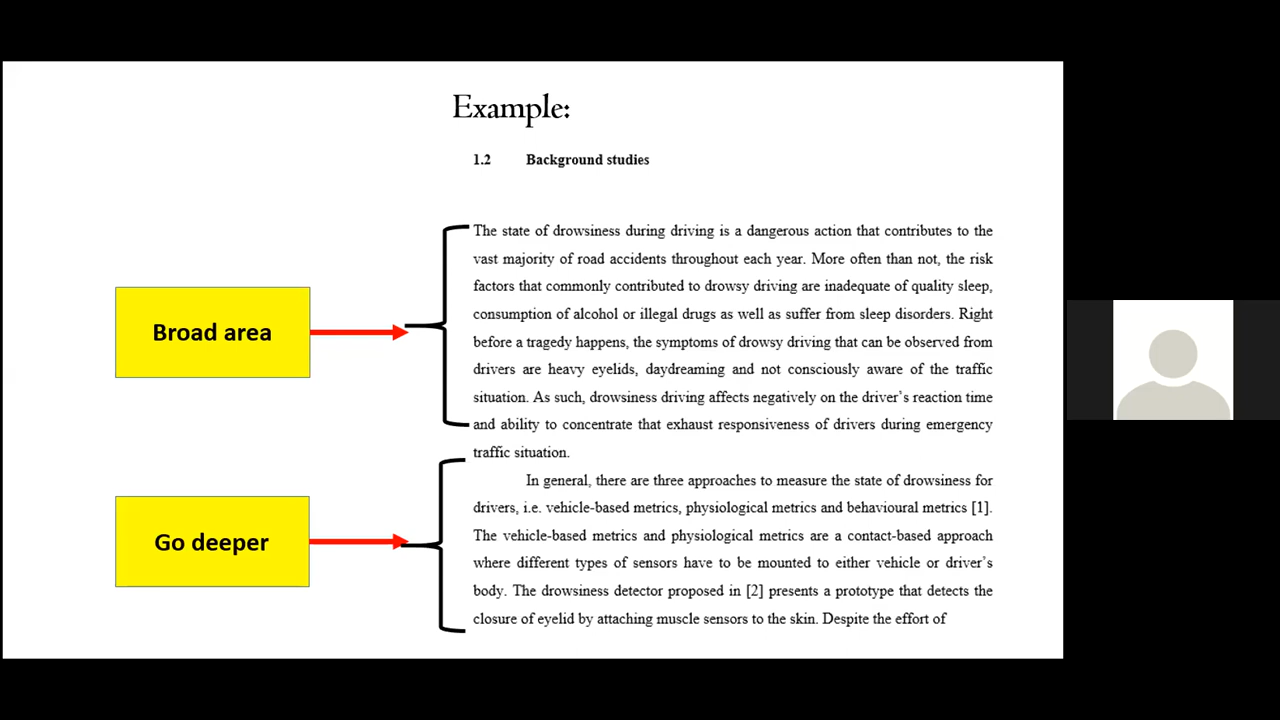 Example:
1.2 Background studies
Broad area
The state of drowsiness during driving is a dangerous action that contributes to the
vast majority of road accidents throughout each year. More often than not, the risk
factors that commonly contributed to drowsy driving are inadequate of quality sleep,
consumption of alcohol or illegal drugs as well as suffer from sleep disorders. Right
before a tragedy happens, the symptoms of drowsy driving that can be observed from
drivers are heavy eyelids, daydreaming and not consciously aware of the traffic
situation. As such, drowsiness driving affects negatively on the driver’s reaction time
and ability to concentrate that exhaust responsiveness of drivers during emergency
traffic situation.
Go deeper
In general, there are three approaches to measure the state of drowsiness for
drivers, i.e. vehicle-based metrics, physiological metrics and behavioural metrics [1].
The vehicle-based metrics and physiological metrics are a contact-based approach
where different types of sensors have to be mounted to either vehicle or driver’s
body. The drowsiness detector proposed in [2] presents a prototype that detects the
closure of eyelid by attaching muscle sensors to the skin. Despite the effort of